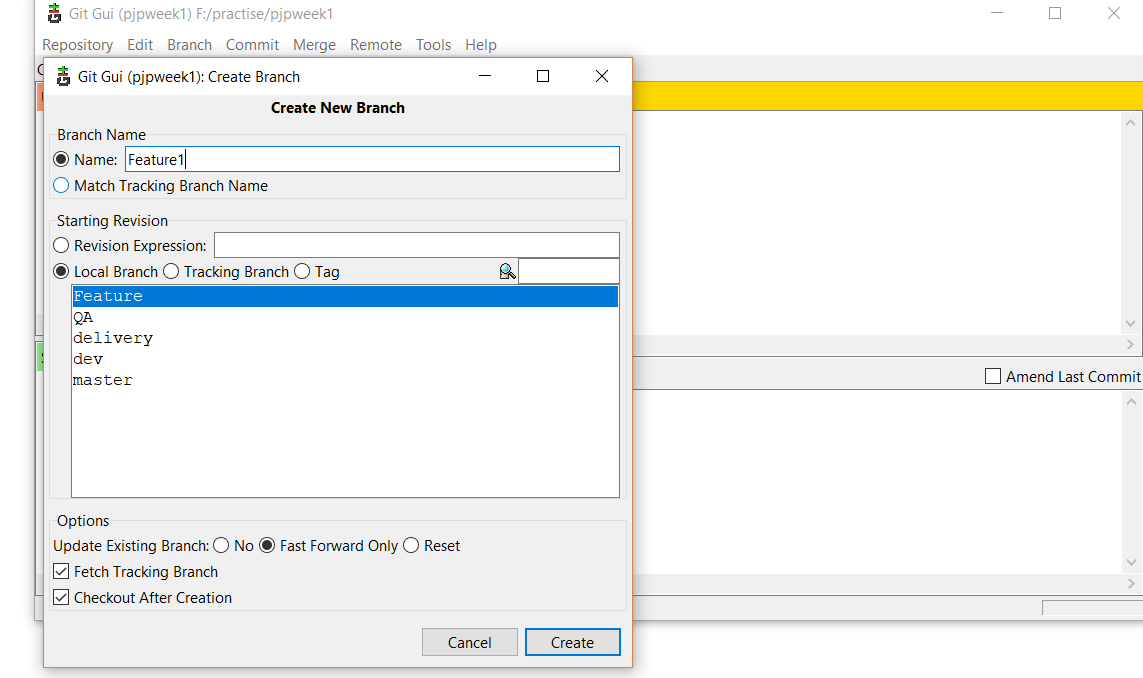 Git Gui (pjpweek1) F:/practise/pjpweek1
Repository Edit Branch Commit Merge Remote Tools Help
Git Gui (pjpweek1): Create Branch
Create New Branch
Branch Name
Name: Feature1
Match Tracking Branch Name
Starting Revision
Revision Expression:
Local Branch Tracking Branch Tag
Feature
QA
delivery
dev
master
Amend Last Commit
Options
Update Existing Branch: No Fast Forward Only Reset
Fetch Tracking Branch
Checkout After Creation
Cancel Create